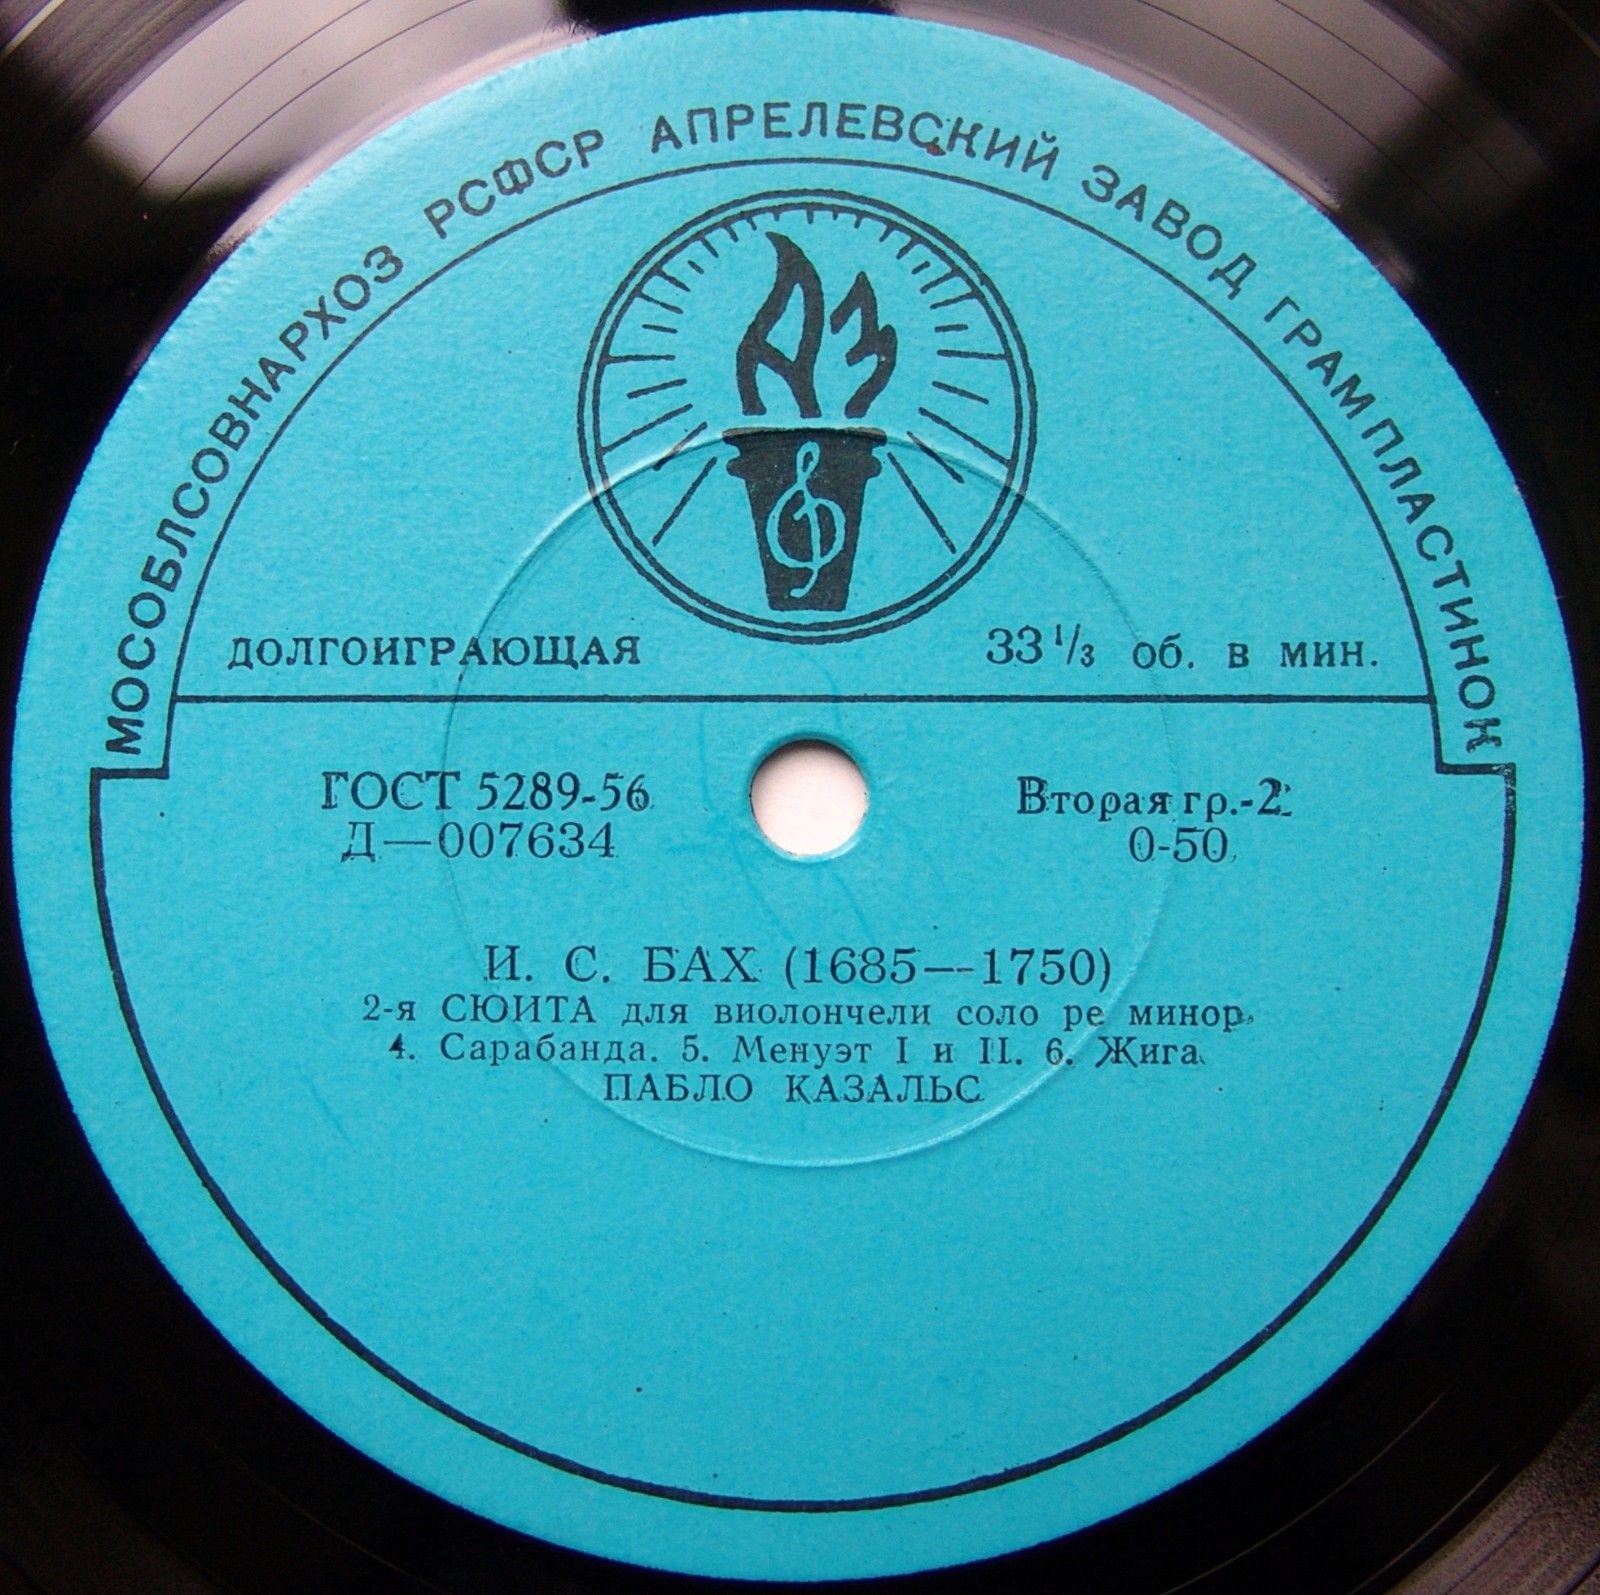 МОСОБЛСОВНАРХОЗ РСФСР АПРЕЛЕВСКИЙ ЗАВОД ГРАМПЛАСТИНОК
АЗ
ДОЛГОИГРАЮЩАЯ 33 1/3 об. в мин.
ГОСТ 5289-56 Вторая гр.-2
Д—007634 0-50
И. С. БАХ (1685—1750)
2-я СЮИТА для виолончели соло ре минор
4. Сарабанда. 5. Менуэт I и II. 6. Жига
ПАБЛО КАЗАЛЬС